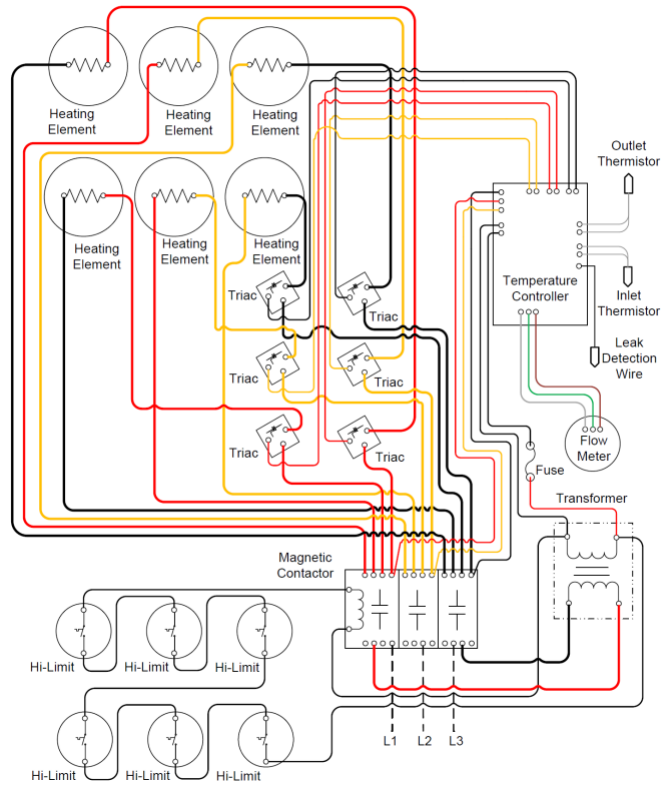 Heating
Element
Heating
Element
Heating
Element
Heating
Element
Heating
Element
Heating
Element
Outlet
Thermistor
Temperature
Controller
Inlet
Thermistor
Leak
Detection
Wire
Triac
Triac
Triac
Triac
Triac
Triac
Flow
Meter
Fuse
Transformer
Magnetic
Contactor
Hi-Limit
Hi-Limit
Hi-Limit
L1
L2
L3
Hi-Limit
Hi-Limit
Hi-Limit